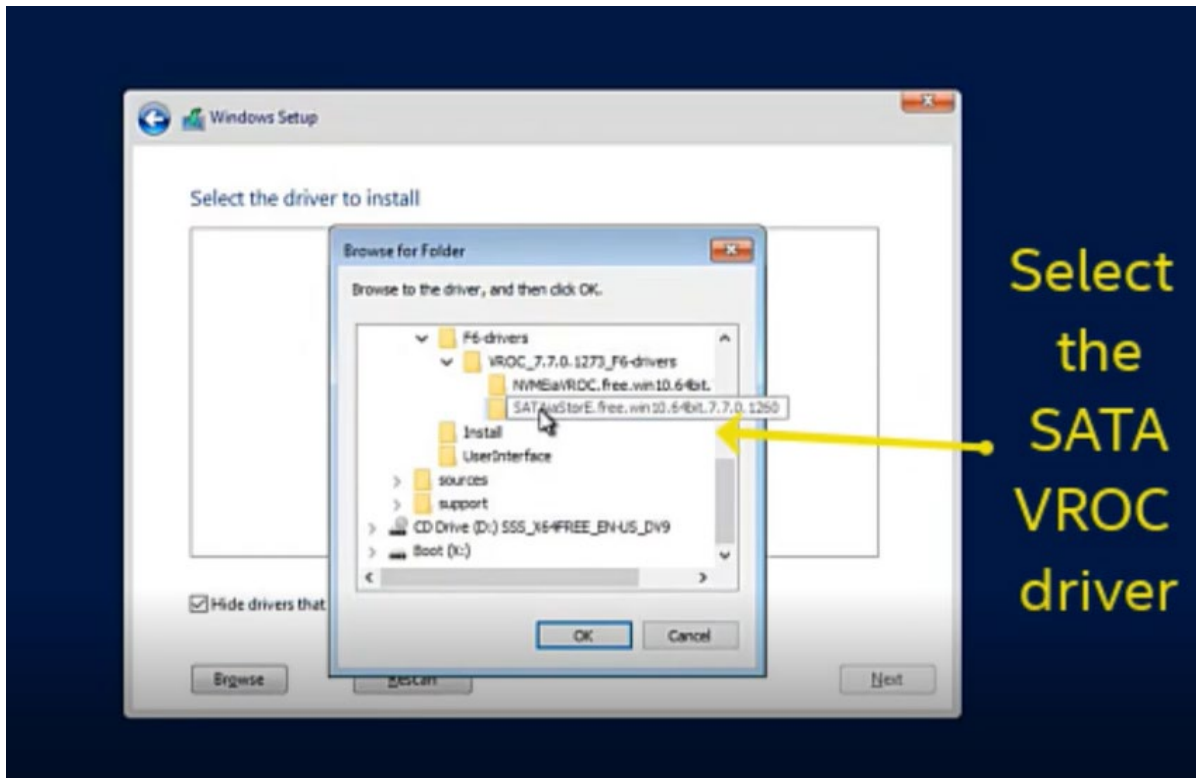 Windows Setup
Select the driver to install
Browse for Folder
Browse to the driver, and then click OK.
F6-drivers
VROC_7.7.0.1273_F6-drivers
NVMEiaVROC.free.win10.64bit.
SATAiaStorE.free.win10.64bit.7.7.0.1260
Install
UserInterface
sources
support
CD Drive (D:) SSS_X64FREE_EN-US_DV9
Boot (X:)
Hide drivers that
OK
Cancel
Browse
Rescan
Next
Select
the
SATA
VROC
driver